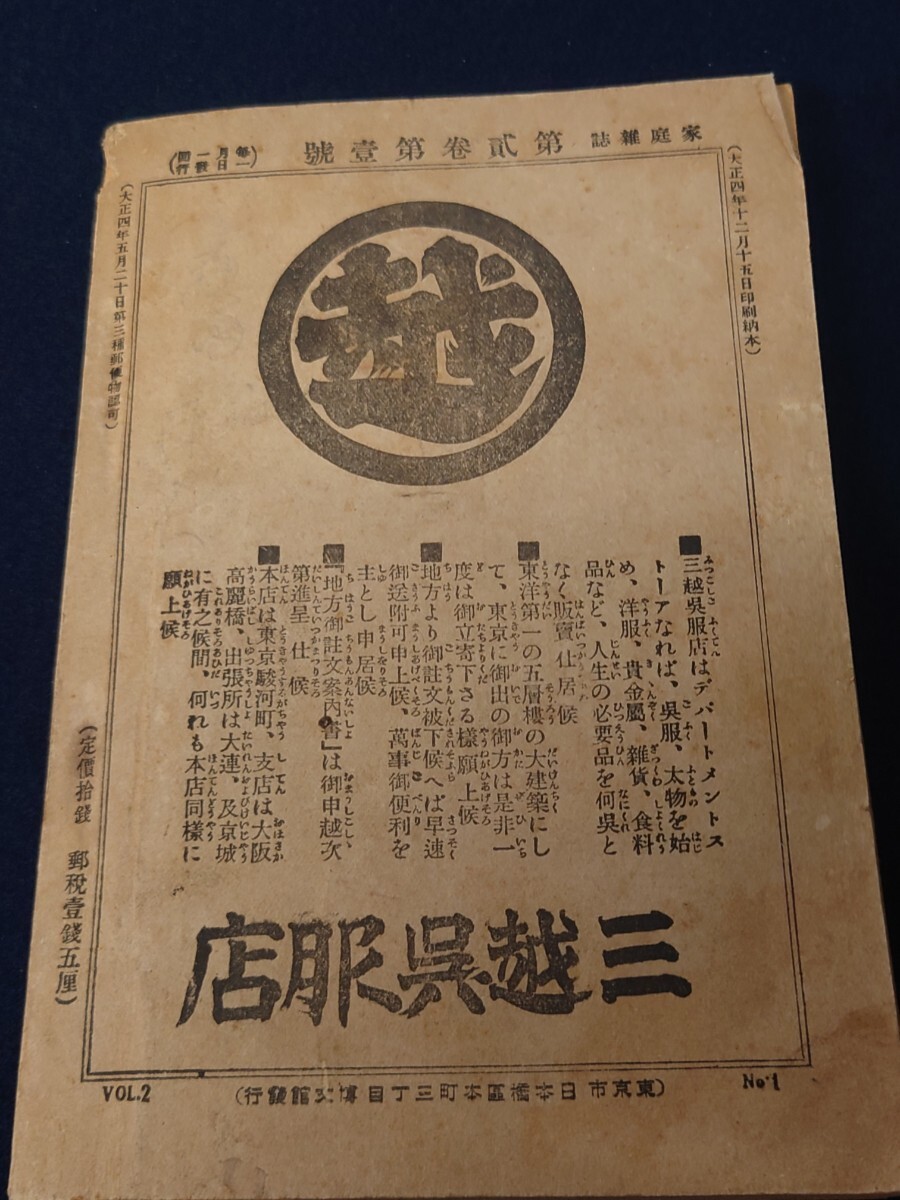 家庭雜誌 第貳卷第壹號 (毎月一回一日發行)
(大正四年十二月十五日印刷納本)
(大正四年五月二十日第三種郵便物認可)
越
■三越呉服店はデパートメントス
トーアなれば、呉服、太物を始
め、洋服、貴金屬、雜貨、食料
品など、人生の必要品を何呉と
なく販賣仕居候
■東洋第一の五層樓の大建築にし
て、東京に御出の御方は是非一
度は御立寄下さる樣願上候
■地方より御註文被下候へば早速
御送附可申上候、萬事御便利を
主とし申居候
■『地方御註文案内書』は御申越次
第進呈仕候
■本店は東京駿河町、支店は大阪
高麗橋、出張所は大連、及京城
に有之候間、何れも本店同樣に
願上候
三越呉服店
(定價拾錢 郵税壹錢五厘)
VOL.2
(東京市日本橋區本町三丁目博文館發行)
No.1